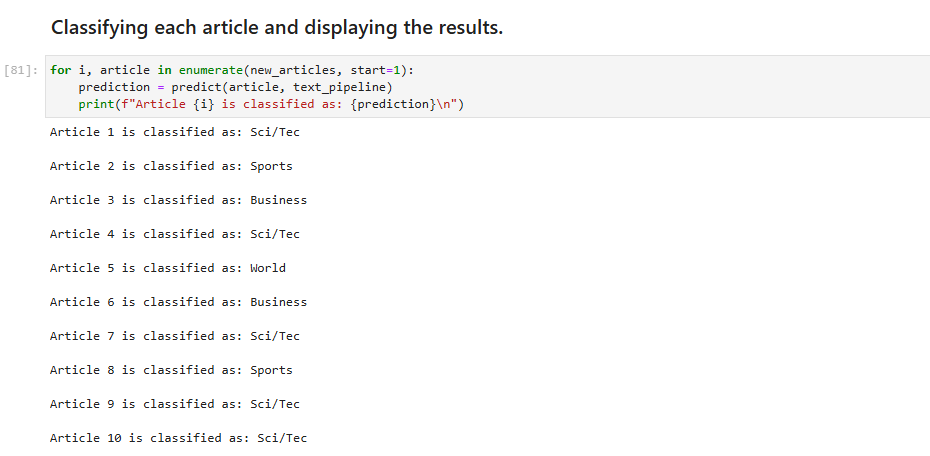 Classifying each article and displaying the results.
[81]: for i, article in enumerate(new_articles, start=1):
    prediction = predict(article, text_pipeline)
    print(f"Article {i} is classified as: {prediction}\n")
Article 1 is classified as: Sci/Tec
Article 2 is classified as: Sports
Article 3 is classified as: Business
Article 4 is classified as: Sci/Tec
Article 5 is classified as: World
Article 6 is classified as: Business
Article 7 is classified as: Sci/Tec
Article 8 is classified as: Sports
Article 9 is classified as: Sci/Tec
Article 10 is classified as: Sci/Tec